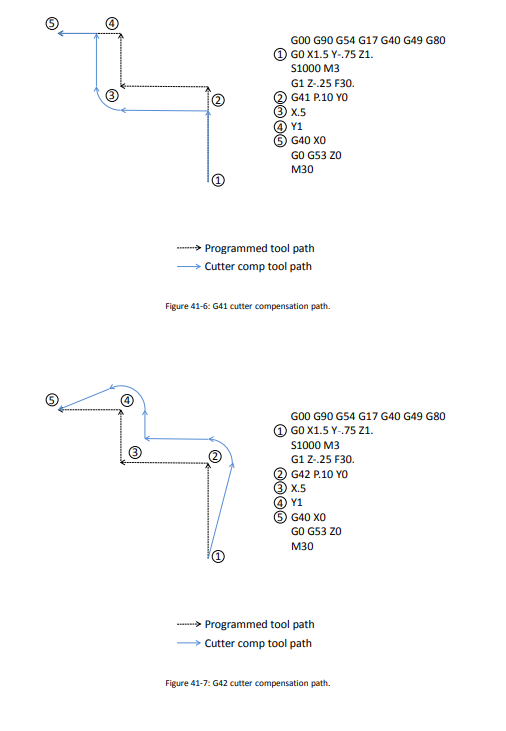 ⑤ ④
③
②
①
G00 G90 G54 G17 G40 G49 G80
① G0 X1.5 Y-.75 Z1.
S1000 M3
G1 Z-.25 F30.
② G41 P.10 Y0
③ X.5
④ Y1
⑤ G40 X0
G0 G53 Z0
M30
Programmed tool path
Cutter comp tool path
Figure 41-6: G41 cutter compensation path.
⑤ ④
③ ②
①
G00 G90 G54 G17 G40 G49 G80
① G0 X1.5 Y-.75 Z1.
S1000 M3
G1 Z-.25 F30.
② G42 P.10 Y0
③ X.5
④ Y1
⑤ G40 X0
G0 G53 Z0
M30
Programmed tool path
Cutter comp tool path
Figure 41-7: G42 cutter compensation path.